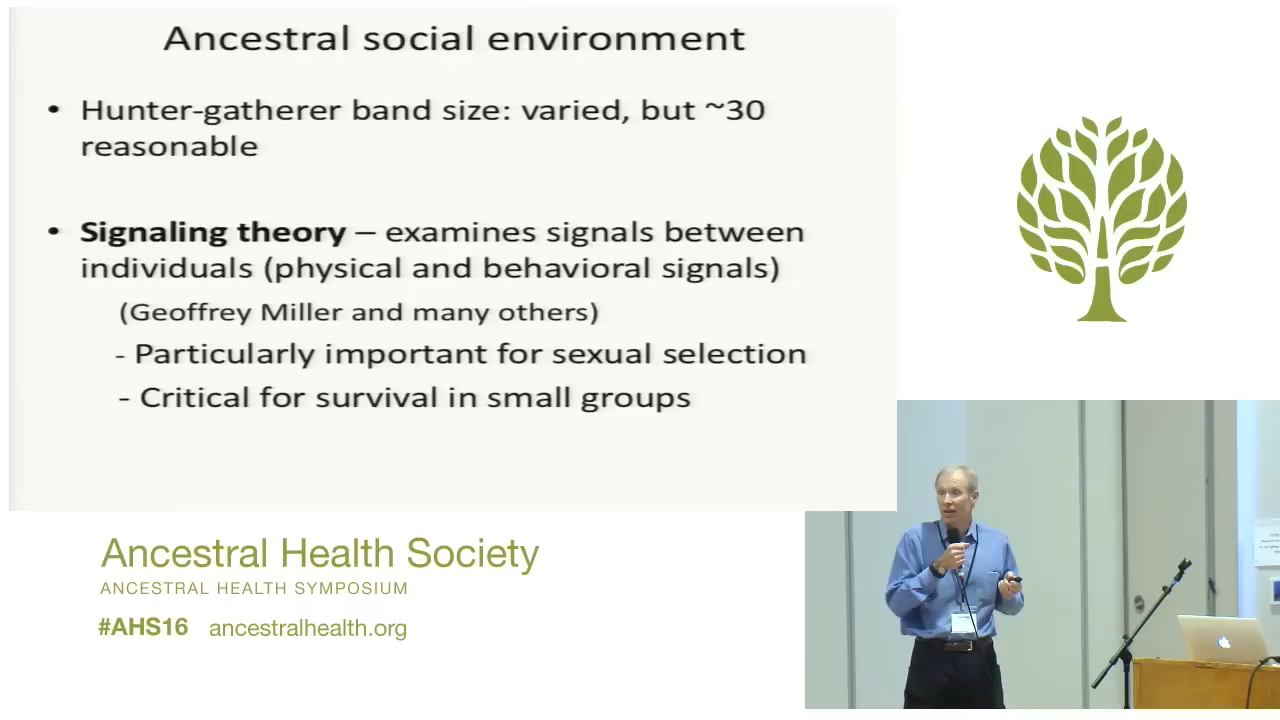 Ancestral social environment
• Hunter-gatherer band size: varied, but ~30
reasonable
• Signaling theory – examines signals between
individuals (physical and behavioral signals)
(Geoffrey Miller and many others)
- Particularly important for sexual selection
- Critical for survival in small groups
Ancestral Health Society
ANCESTRAL HEALTH SYMPOSIUM
#AHS16 ancestralhealth.org